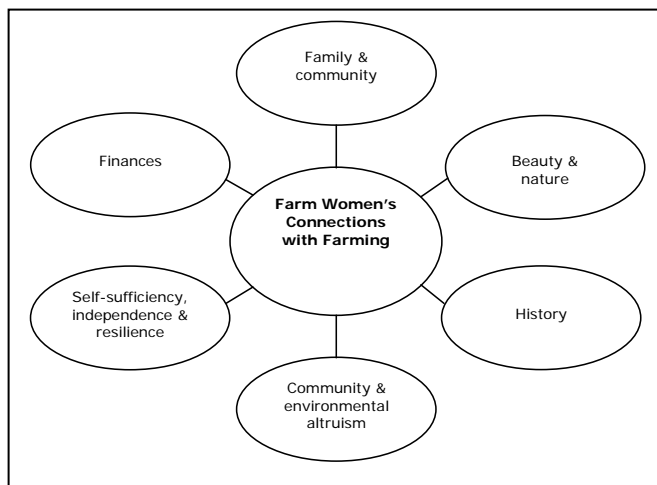 Family &
community
Finances
Beauty &
nature
Farm Women's
Connections
with Farming
Self-sufficiency,
independence &
resilience
History
Community &
environmental
altruism